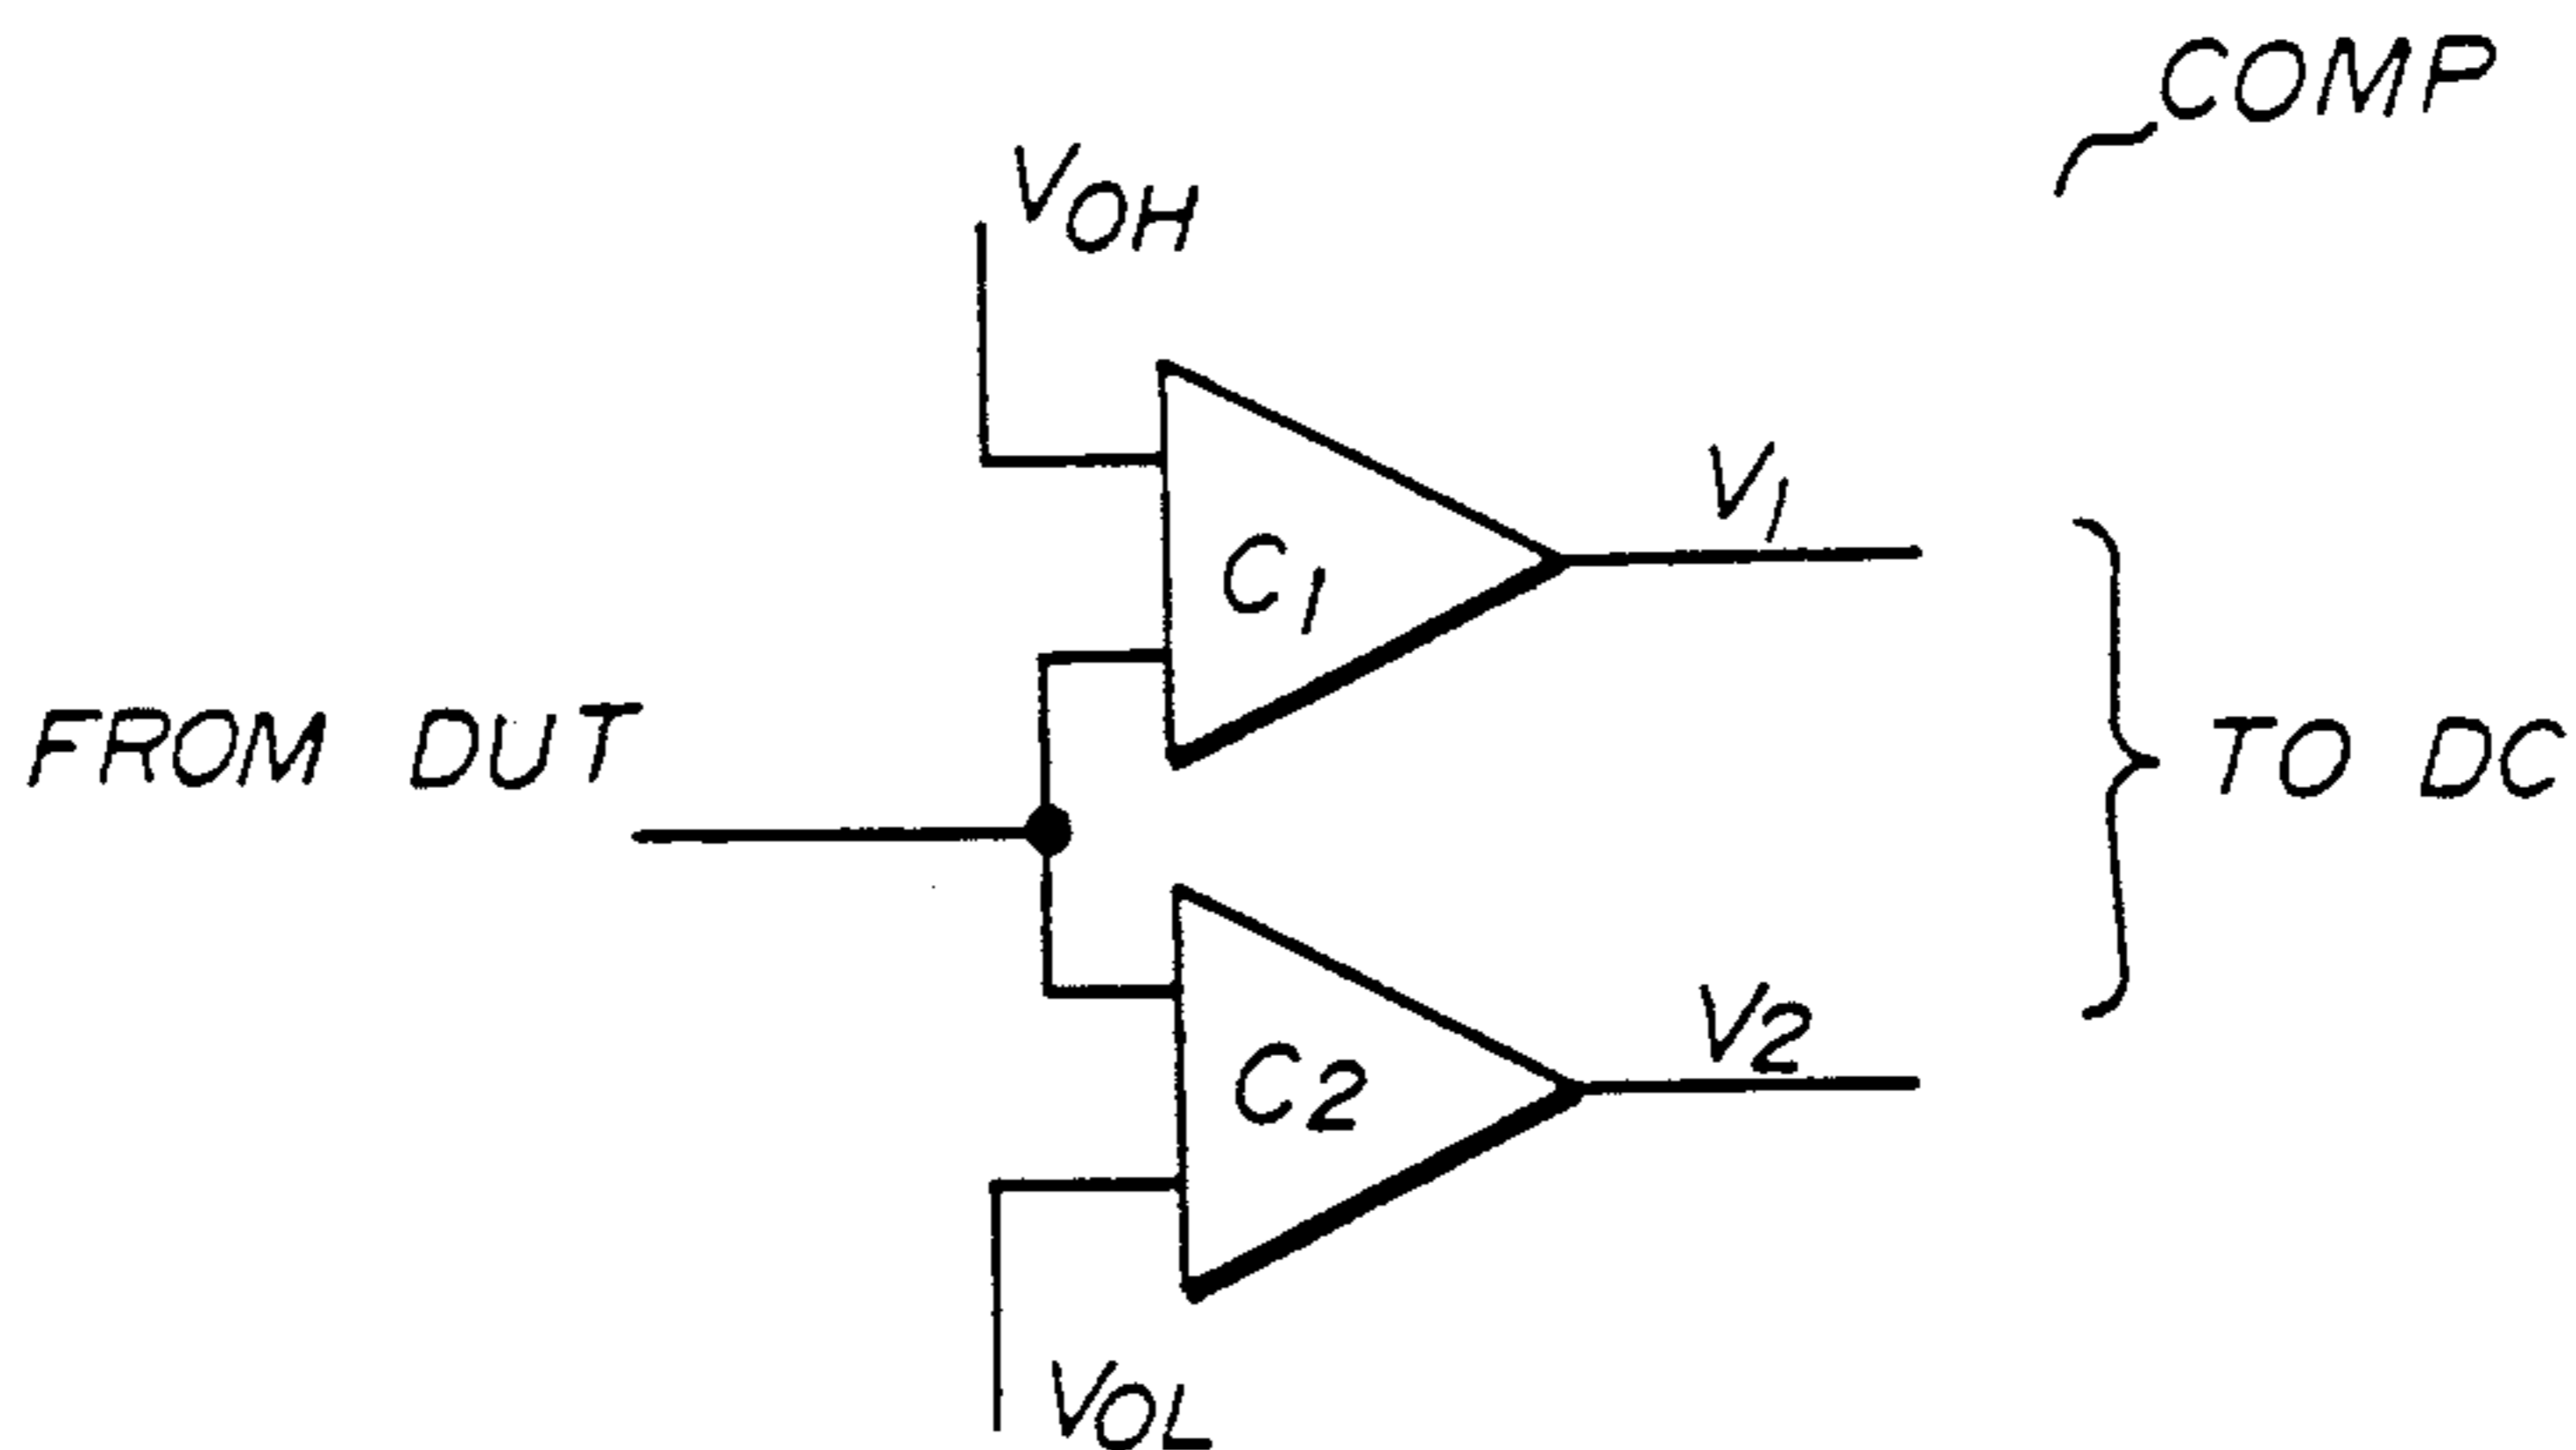 COMP
VOH
V1
C1
FROM DUT
TO DC
V2
C2
VOL